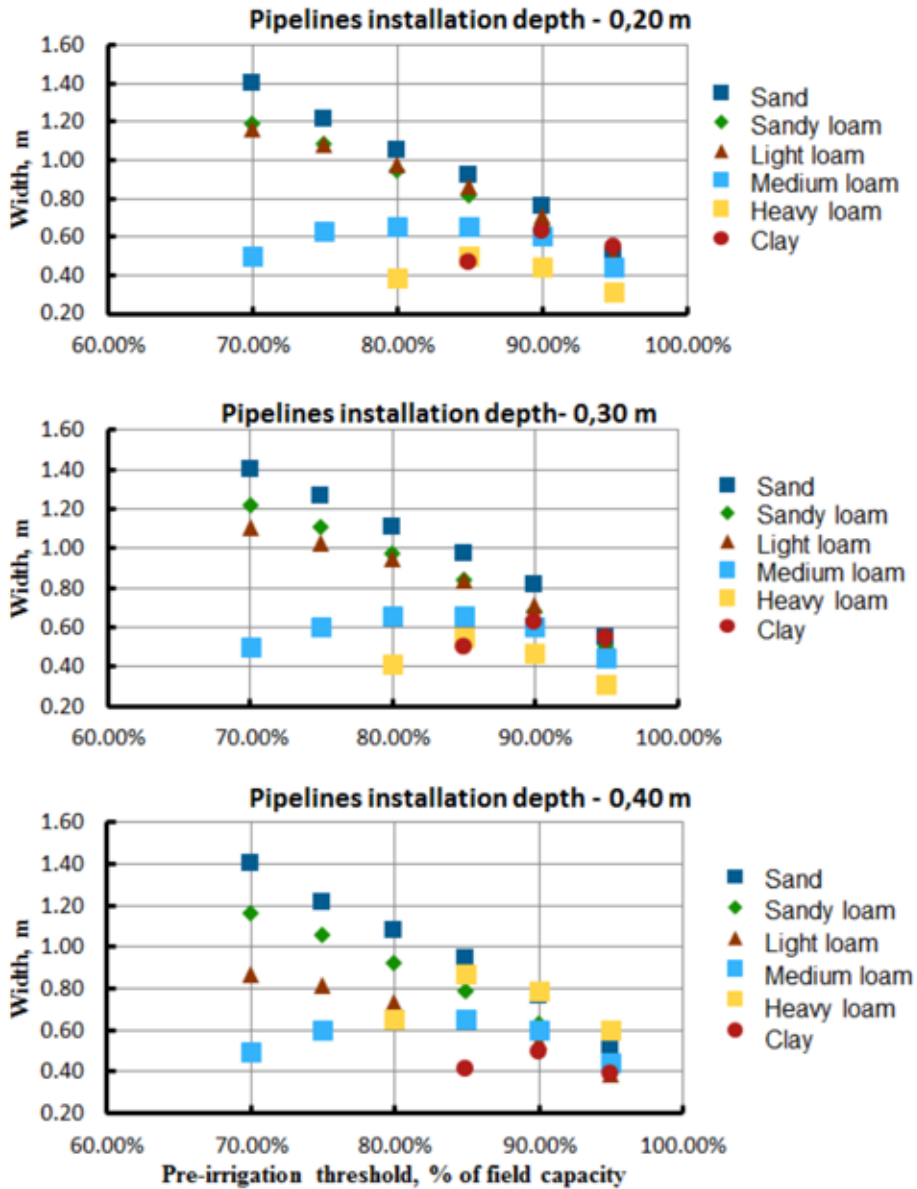 Pipelines installation depth - 0,20 m
1.60
1.40
1.20
1.00
0.80
0.60
0.40
0.20
Width, m
60.00% 70.00% 80.00% 90.00% 100.00%
Sand
Sandy loam
Light loam
Medium loam
Heavy loam
Clay
Pipelines installation depth- 0,30 m
1.60
1.40
1.20
1.00
0.80
0.60
0.40
0.20
Width, m
60.00% 70.00% 80.00% 90.00% 100.00%
Sand
Sandy loam
Light loam
Medium loam
Heavy loam
Clay
Pipelines installation depth - 0,40 m
1.60
1.40
1.20
1.00
0.80
0.60
0.40
0.20
Width, m
60.00% 70.00% 80.00% 90.00% 100.00%
Sand
Sandy loam
Light loam
Medium loam
Heavy loam
Clay
Pre-irrigation threshold, % of field capacity